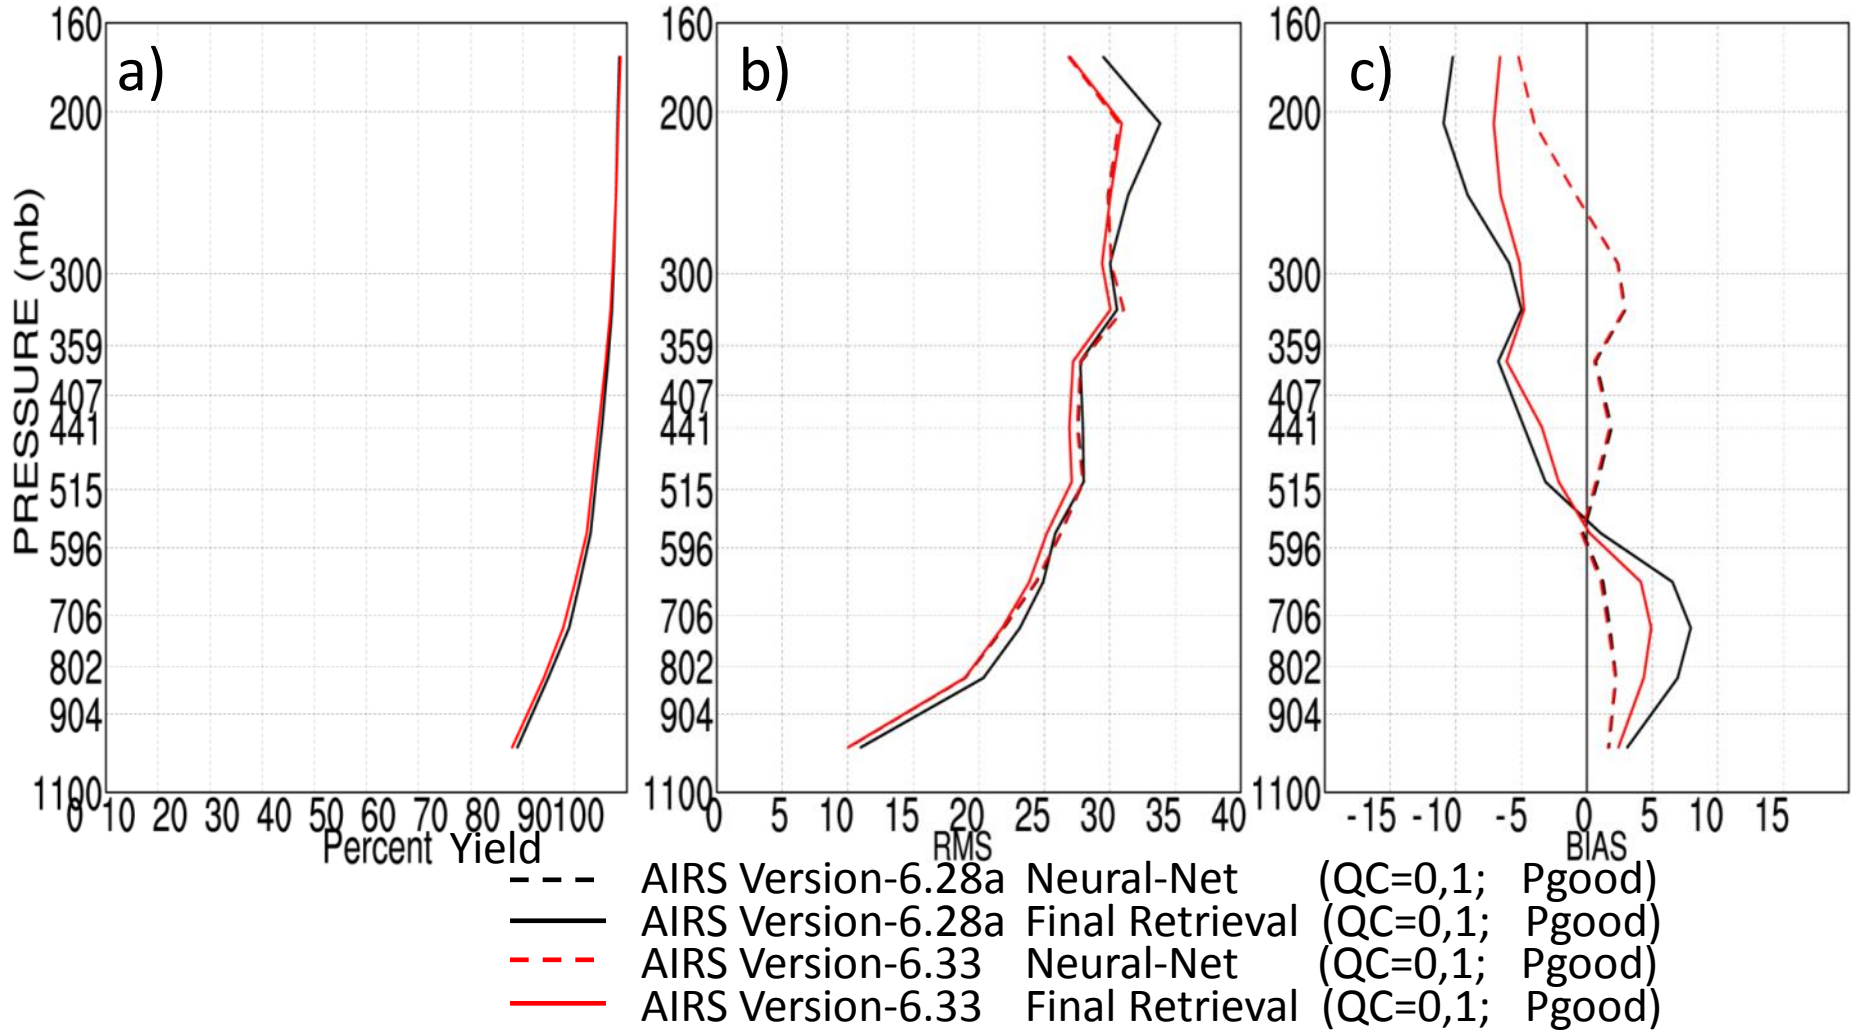 a)
b)
c)
PRESSURE (mb)
160
200
300
359
407
441
515
596
706
802
904
1100
0 10 20 30 40 50 60 70 80 90 100
Percent Yield
160
200
300
359
407
441
515
596
706
802
904
1100
0 5 10 15 20 25 30 35 40
RMS
160
200
300
359
407
441
515
596
706
802
904
1100
-15 -10 -5 0 5 10 15
BIAS
AIRS Version-6.28a Neural-Net (QC=0,1; Pgood)
AIRS Version-6.28a Final Retrieval (QC=0,1; Pgood)
AIRS Version-6.33 Neural-Net (QC=0,1; Pgood)
AIRS Version-6.33 Final Retrieval (QC=0,1; Pgood)